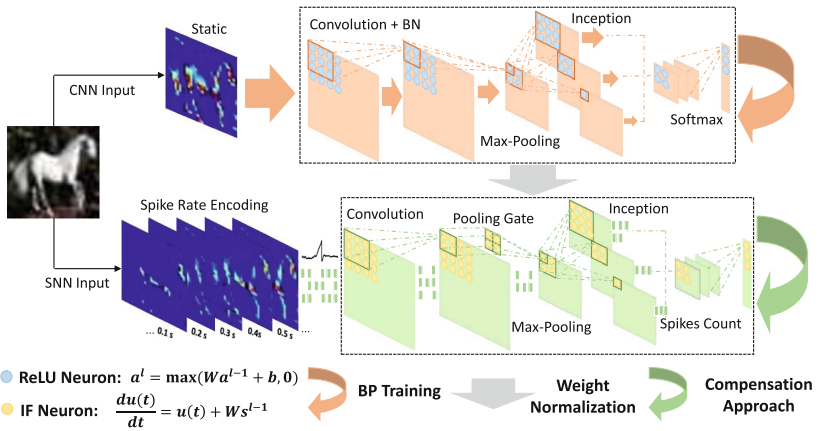 Static
Convolution + BN
Inception
CNN Input
Max-Pooling
Softmax
Spike Rate Encoding
Convolution
Pooling Gate
Inception
SNN Input
... 0.1 s 0.2 s 0.3 s 0.4s 0.5 s ...
Max-Pooling
Spikes Count
ReLU Neuron: a^l = max(Wa^{l-1} + b, 0)
BP Training
Weight Normalization
Compensation Approach
IF Neuron: du(t)/dt = u(t) + Ws^{l-1}